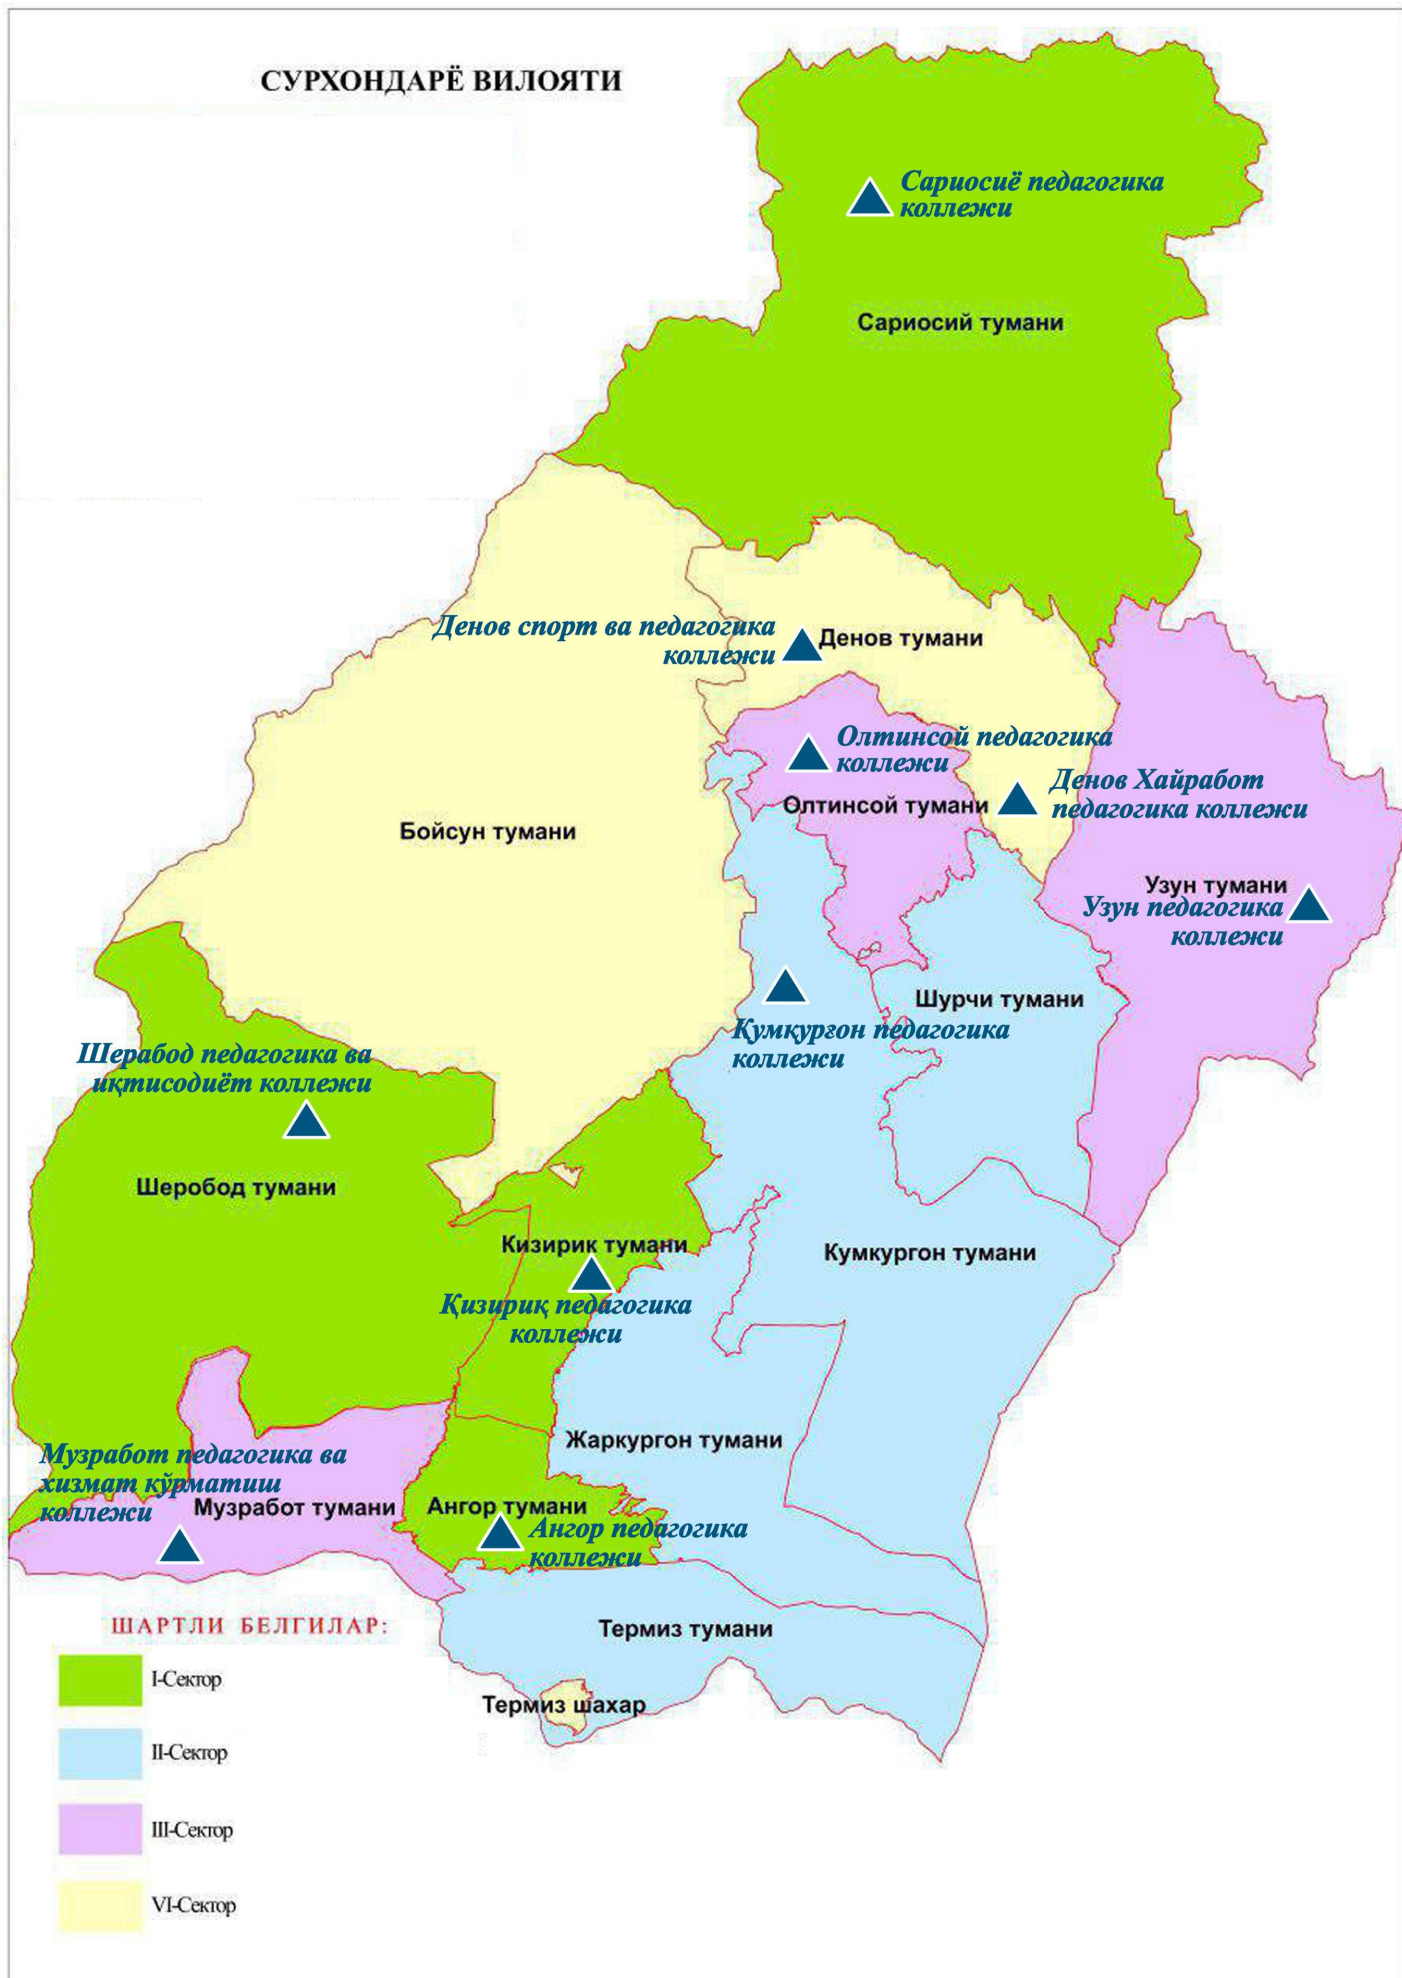 СУРХОНДАРЁ ВИЛОЯТИ
Сариосиё педагогика
коллежи
Сариосий тумани
Денов спорт ва педагогика
коллежи
Денов тумани
Олтинсой педагогика
коллежи
Денов Хайработ
педагогика коллежи
Олтинсой тумани
Бойсун тумани
Узун тумани
Узун педагогика
коллежи
Шурчи тумани
Қумқурғон педагогика
коллежи
Шерабод педагогика ва
иқтисодиёт коллежи
Шеробод тумани
Кизирик тумани
Кумкургон тумани
Қизириқ педагогика
коллежи
Жаркургон тумани
Музработ педагогика ва
хизмат кўрматиш
коллежи
Музработ тумани
Ангор тумани
Ангор педагогика
коллежи
Термиз тумани
Термиз шахар
ШАРТЛИ БЕЛГИЛАР:
I-Сектор
II-Сектор
III-Сектор
VI-Сектор